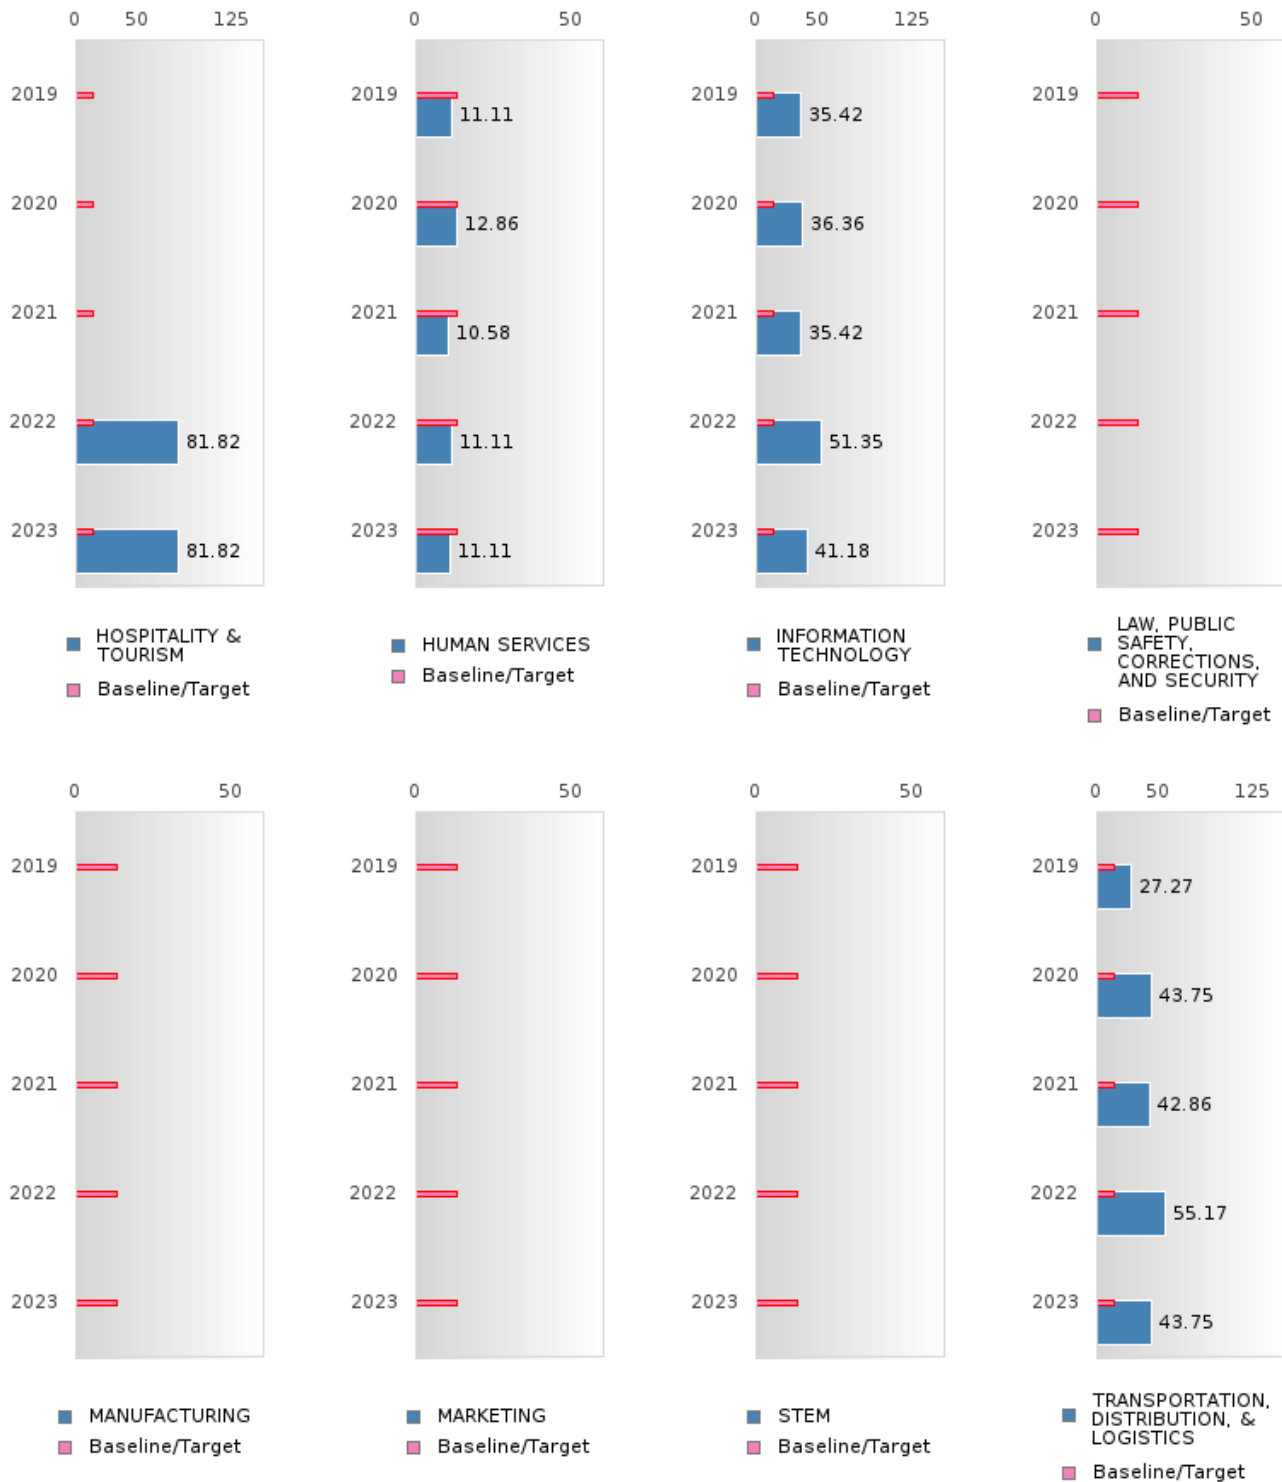 0 50 125
2019
2020
2021
2022
81.82
2023
81.82
HOSPITALITY &
TOURISM
Baseline/Target
0 50
2019
11.11
2020
12.86
2021
10.58
2022
11.11
2023
11.11
HUMAN SERVICES
Baseline/Target
0 50 125
2019
35.42
2020
36.36
2021
35.42
2022
51.35
2023
41.18
INFORMATION
TECHNOLOGY
Baseline/Target
0 50
2019
2020
2021
2022
2023
LAW, PUBLIC
SAFETY,
CORRECTIONS,
AND SECURITY
Baseline/Target
0 50
2019
2020
2021
2022
2023
MANUFACTURING
Baseline/Target
0 50
2019
2020
2021
2022
2023
MARKETING
Baseline/Target
0 50
2019
2020
2021
2022
2023
STEM
Baseline/Target
0 50 125
2019
27.27
2020
43.75
2021
42.86
2022
55.17
2023
43.75
TRANSPORTATION,
DISTRIBUTION, &
LOGISTICS
Baseline/Target